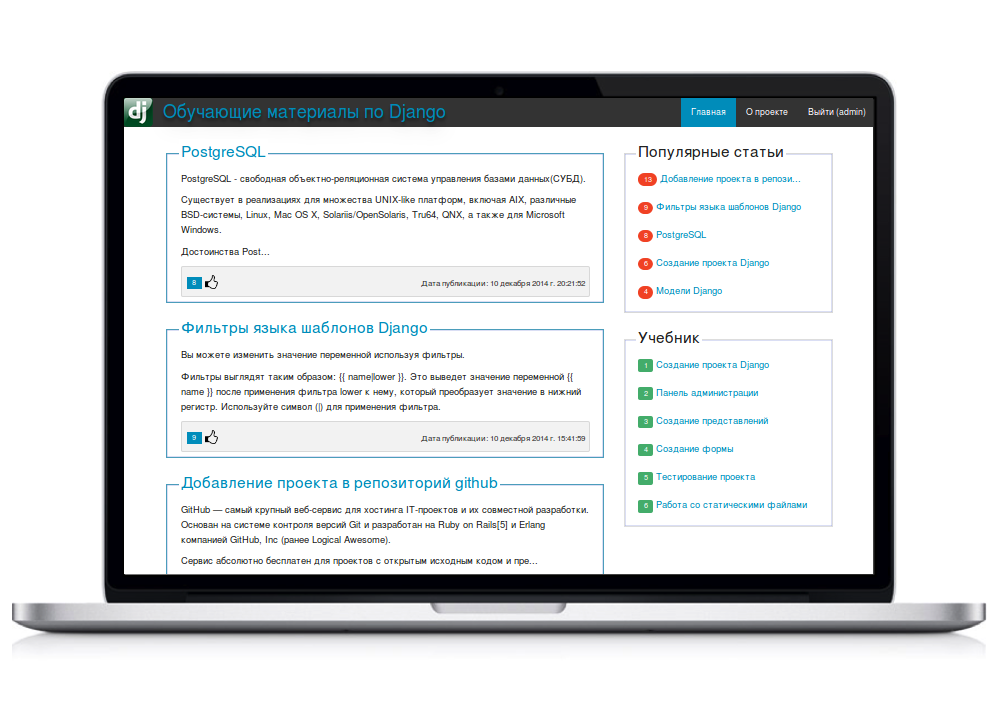 dj Обучающие материалы по Django
Главная О проекте Выйти (admin)
PostgreSQL
PostgreSQL - свободная объектно-реляционная система управления базами данных(СУБД).
Существует в реализациях для множества UNIX-like платформ, включая AIX, различные
BSD-системы, Linux, Mac OS X, Solariis/OpenSolaris, Tru64, QNX, а также для Microsoft
Windows.
Достоинства Post...
8 Дата публикации: 10 декабря 2014 г. 20:21:52
Фильтры языка шаблонов Django
Вы можете изменить значение переменной используя фильтры.
Фильтры выглядят таким образом: {{ name|lower }}. Это выведет значение переменной {{
name }} после применения фильтра lower к нему, который преобразует значение в нижний
регистр. Используйте символ (|) для применения фильтра.
9 Дата публикации: 10 декабря 2014 г. 15:41:59
Добавление проекта в репозиторий github
GitHub — самый крупный веб-сервис для хостинга IT-проектов и их совместной разработки.
Основан на системе контроля версий Git и разработан на Ruby on Rails[5] и Erlang
компанией GitHub, Inc (ранее Logical Awesome).
Сервис абсолютно бесплатен для проектов с открытым исходным кодом и пре...
Популярные статьи
13 Добавление проекта в репози...
9 Фильтры языка шаблонов Django
8 PostgreSQL
6 Создание проекта Django
4 Модели Django
Учебник
1 Создание проекта Django
2 Панель администрации
3 Создание представлений
4 Создание формы
5 Тестирование проекта
6 Работа со статическими файлами